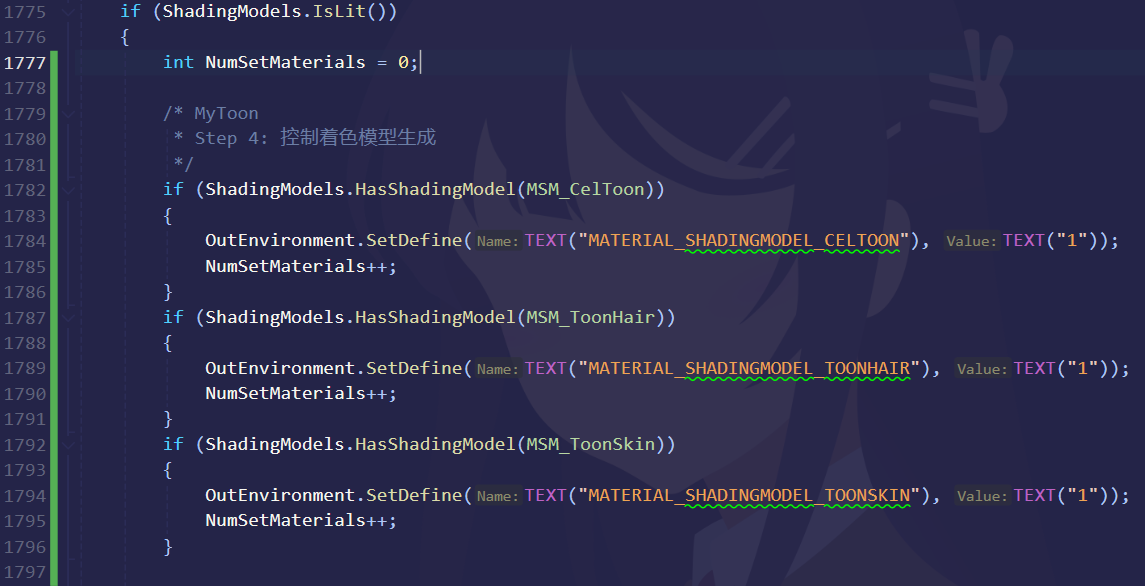 1775 if (ShadingModels.IsLit())
1776 {
1777 int NumSetMaterials = 0;
1778
1779 /* MyToon
1780 * Step 4: 控制着色模型生成
1781 */
1782 if (ShadingModels.HasShadingModel(MSM_CelToon))
1783 {
1784 OutEnvironment.SetDefine( Name: TEXT("MATERIAL_SHADINGMODEL_CELTOON"), Value: TEXT("1"));
1785 NumSetMaterials++;
1786 }
1787 if (ShadingModels.HasShadingModel(MSM_ToonHair))
1788 {
1789 OutEnvironment.SetDefine( Name: TEXT("MATERIAL_SHADINGMODEL_TOONHAIR"), Value: TEXT("1"));
1790 NumSetMaterials++;
1791 }
1792 if (ShadingModels.HasShadingModel(MSM_ToonSkin))
1793 {
1794 OutEnvironment.SetDefine( Name: TEXT("MATERIAL_SHADINGMODEL_TOONSKIN"), Value: TEXT("1"));
1795 NumSetMaterials++;
1796 }
1797